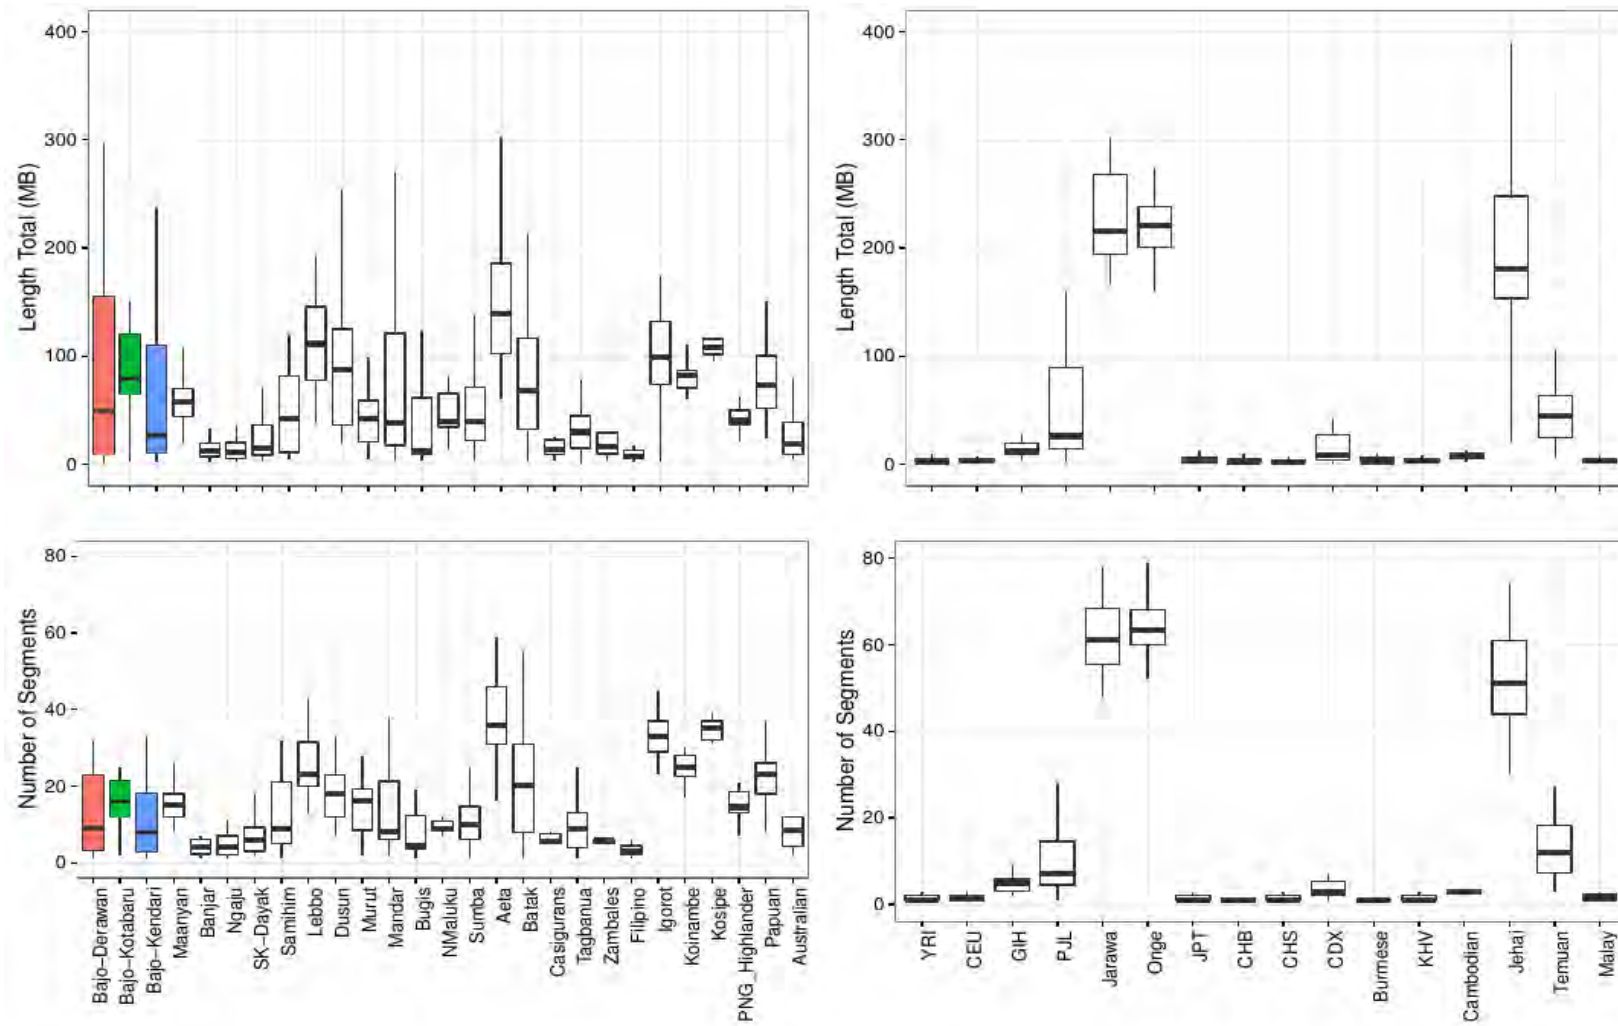 400
300
200
100
0
Length Total (MB)
400
300
200
100
0
Length Total (MB)
80
60
40
20
0
Number of Segments
Bajo-Derawan
Bajo-Kotabaru
Bajo-Kendari
Maanyan
Banjar
Ngaju
SK-Dayak
Samihim
Lebbo
Dusun
Murut
Mandar
Bugis
NMaluku
Sumba
Aeta
Batak
Casigurans
Tagbanua
Zambales
Filipino
Igorot
Koinambe
Kosipe
PNG_Highlander
Papuan
Australian
80
60
40
20
0
Number of Segments
YRI
CEU
GIH
PJL
Jarawa
Onge
JPT
CHB
CHS
CDX
Burmese
KHV
Cambodian
Jehai
Temuan
Malay